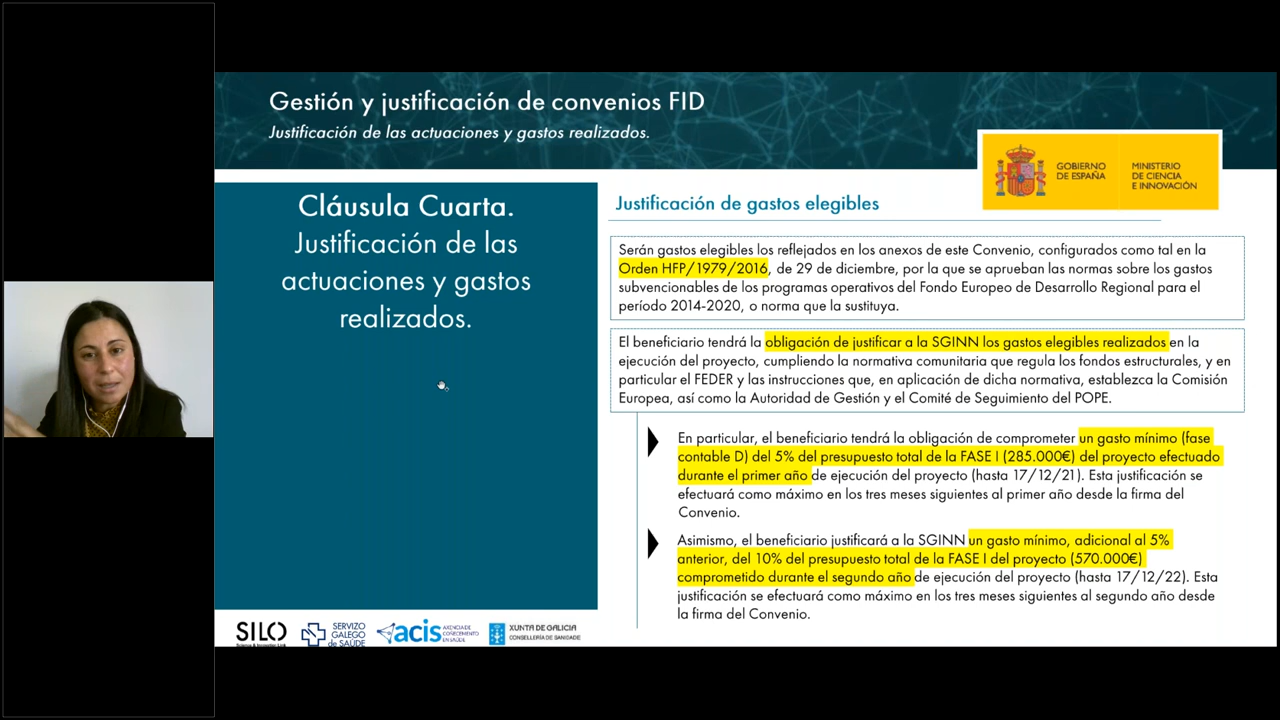 Gestión y justificación de convenios FID
Justificación de las actuaciones y gastos realizados.
GOBIERNO
DE ESPAÑA
MINISTERIO
DE CIENCIA
E INNOVACIÓN
Cláusula Cuarta.
Justificación de las
actuaciones y gastos
realizados.
Justificación de gastos elegibles
Serán gastos elegibles los reflejados en los anexos de este Convenio, configurados como tal en la
Orden HFP/1979/2016, de 29 de diciembre, por la que se aprueban las normas sobre los gastos
subvencionables de los programas operativos del Fondo Europeo de Desarrollo Regional para el
período 2014-2020, o norma que la sustituya.
El beneficiario tendrá la obligación de justificar a la SGINN los gastos elegibles realizados en la
ejecución del proyecto, cumpliendo la normativa comunitaria que regula los fondos estructurales, y en
particular el FEDER y las instrucciones que, en aplicación de dicha normativa, establezca la Comisión
Europea, así como la Autoridad de Gestión y el Comité de Seguimiento del POPE.
En particular, el beneficiario tendrá la obligación de comprometer un gasto mínimo (fase
contable D) del 5% del presupuesto total de la FASE I (285.000€) del proyecto efectuado
durante el primer año de ejecución del proyecto (hasta 17/12/21). Esta justificación se
efectuará como máximo en los tres meses siguientes al primer año desde la firma del
Convenio.
Asimismo, el beneficiario justificará a la SGINN un gasto mínimo, adicional al 5%
anterior, del 10% del presupuesto total de la FASE I del proyecto (570.000€)
comprometido durante el segundo año de ejecución del proyecto (hasta 17/12/22). Esta
justificación se efectuará como máximo en los tres meses siguientes al segundo año desde
la firma del Convenio.
SILO
Science & Innovation Link
SERVIZO
GALEGO
de SAÚDE
acis
AXENCIA DE
COÑECEMENTO
EN SAÚDE
XUNTA DE GALICIA
CONSELLERÍA DE SANIDADE